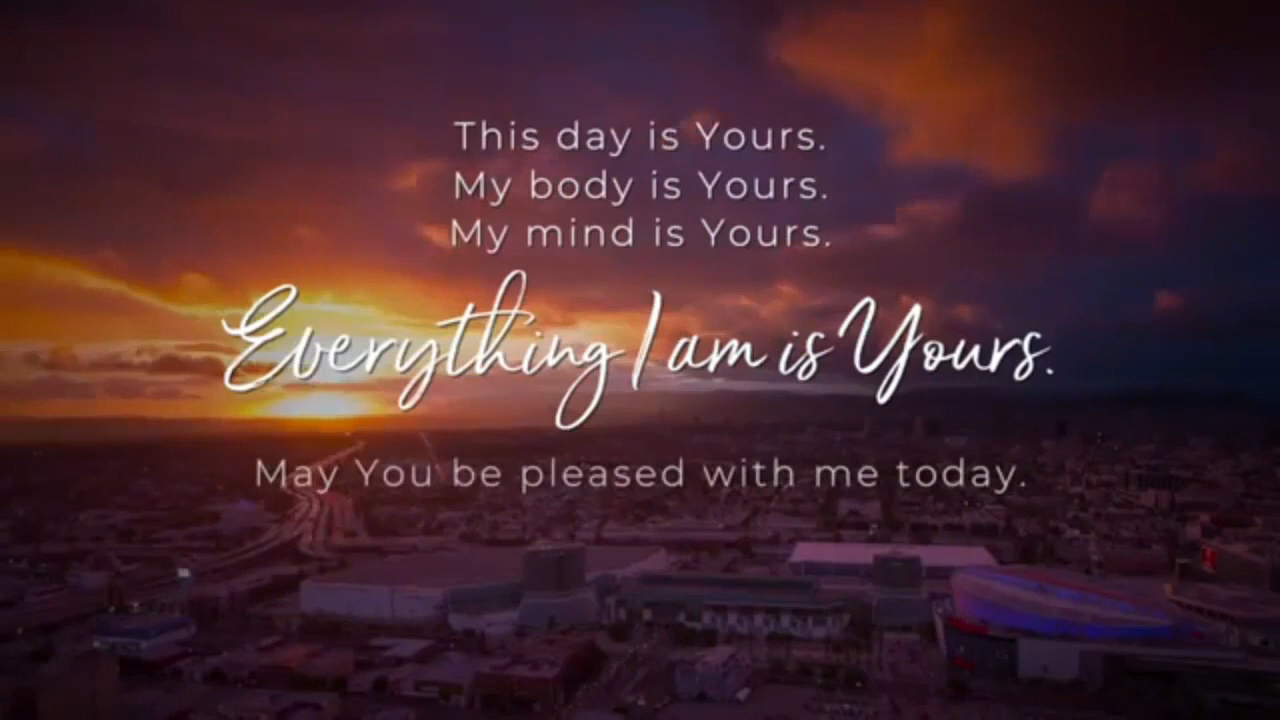 This day is Yours.
My body is Yours.
My mind is Yours.
Everything I am is Yours.
May You be pleased with me today.